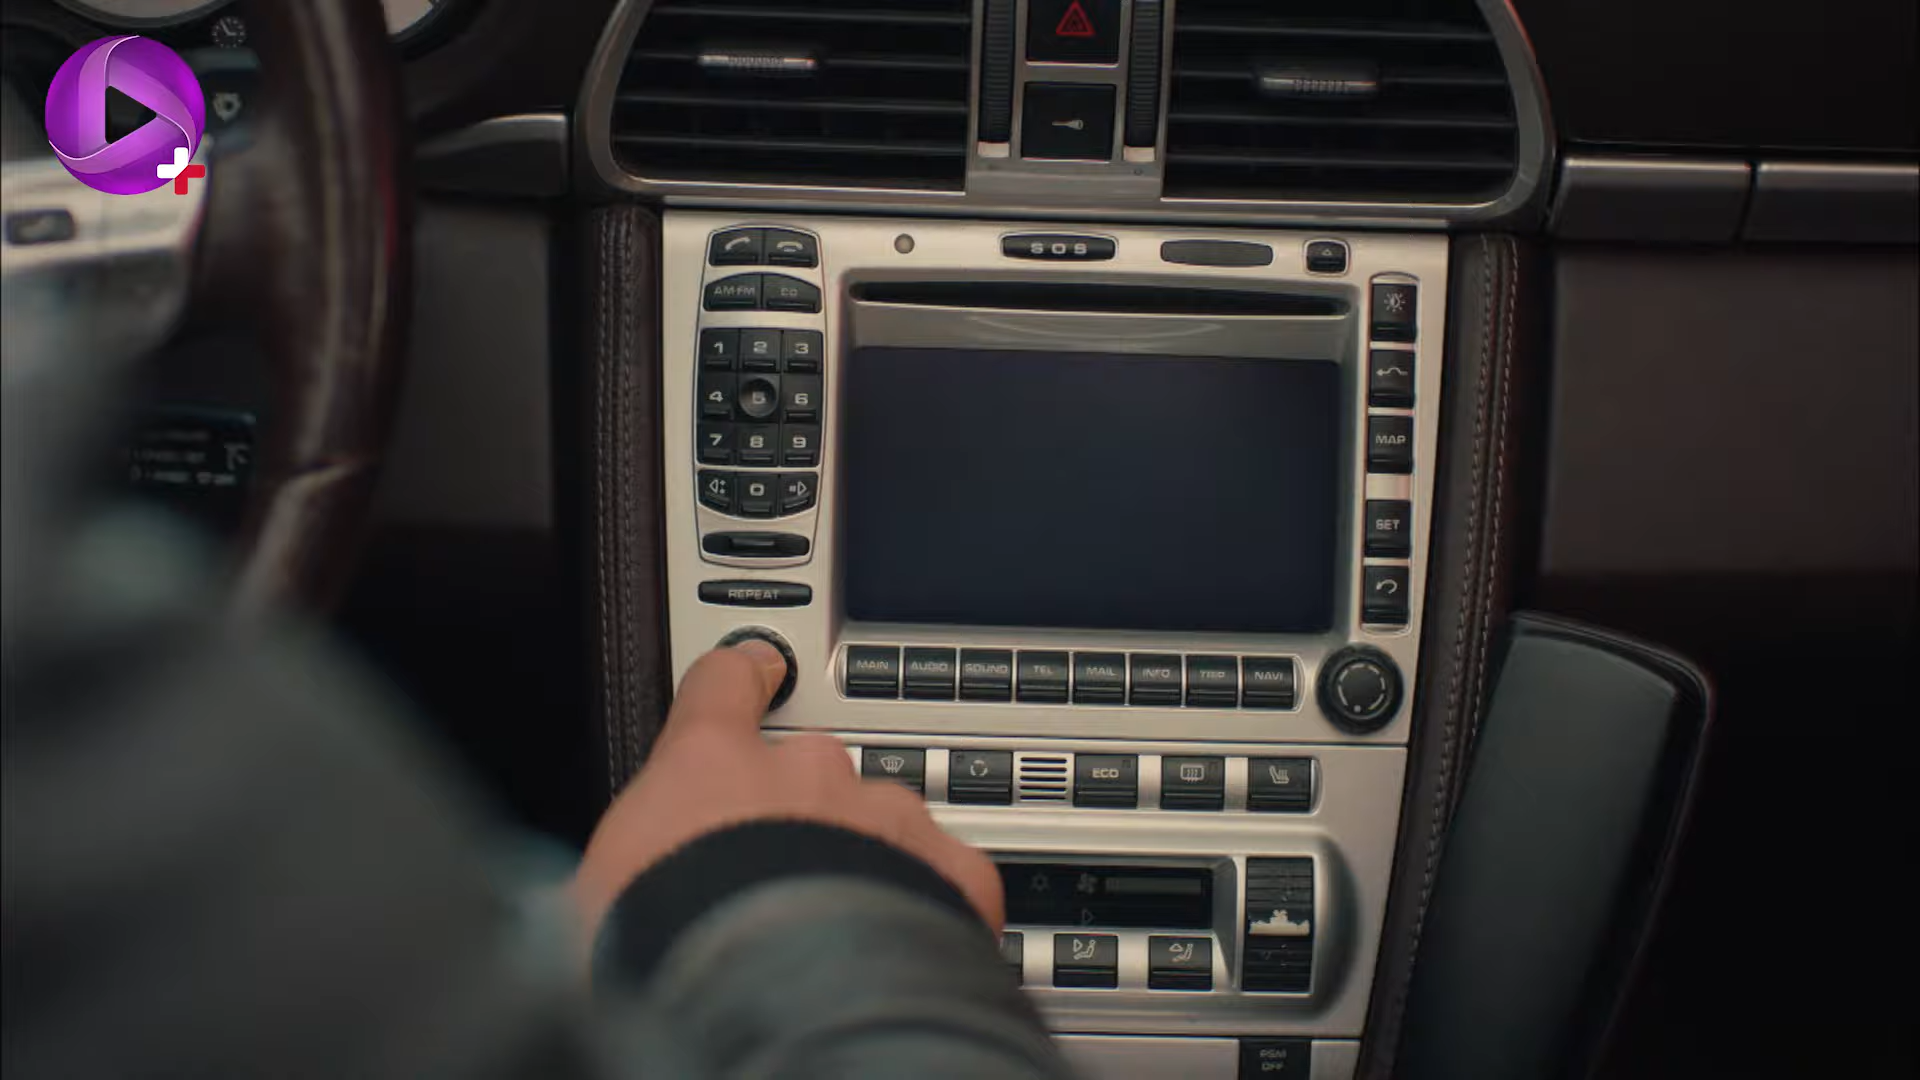 SOS
AM·FM CD
1 2 3
4 5 6
7 8 9
0
REPEAT
MAP
SET
MAIN AUDIO SOUND TEL MAIL INFO TRIP NAVI
ECO
PSM
OFF